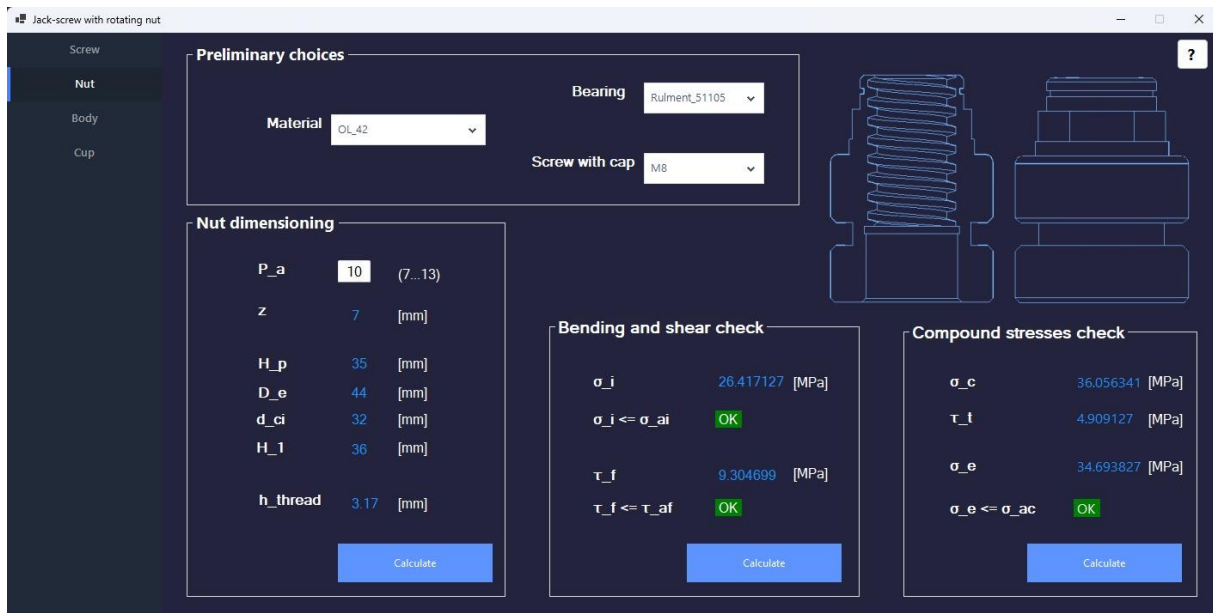 Jack-screw with rotating nut
Screw
Nut
Body
Cup
?
Preliminary choices
Material OL_42
Bearing Rulment_51105
Screw with cap M8
Nut dimensioning
P_a 10 (7...13)
z 7 [mm]
H_p 35 [mm]
D_e 44 [mm]
d_ci 32 [mm]
H_1 36 [mm]
h_thread 3.17 [mm]
Calculate
Bending and shear check
σ_i 26.417127 [MPa]
σ_i <= σ_ai OK
τ_f 9.304699 [MPa]
τ_f <= τ_af OK
Calculate
Compound stresses check
σ_c 36.056341 [MPa]
τ_t 4.909127 [MPa]
σ_e 34.693827 [MPa]
σ_e <= σ_ac OK
Calculate